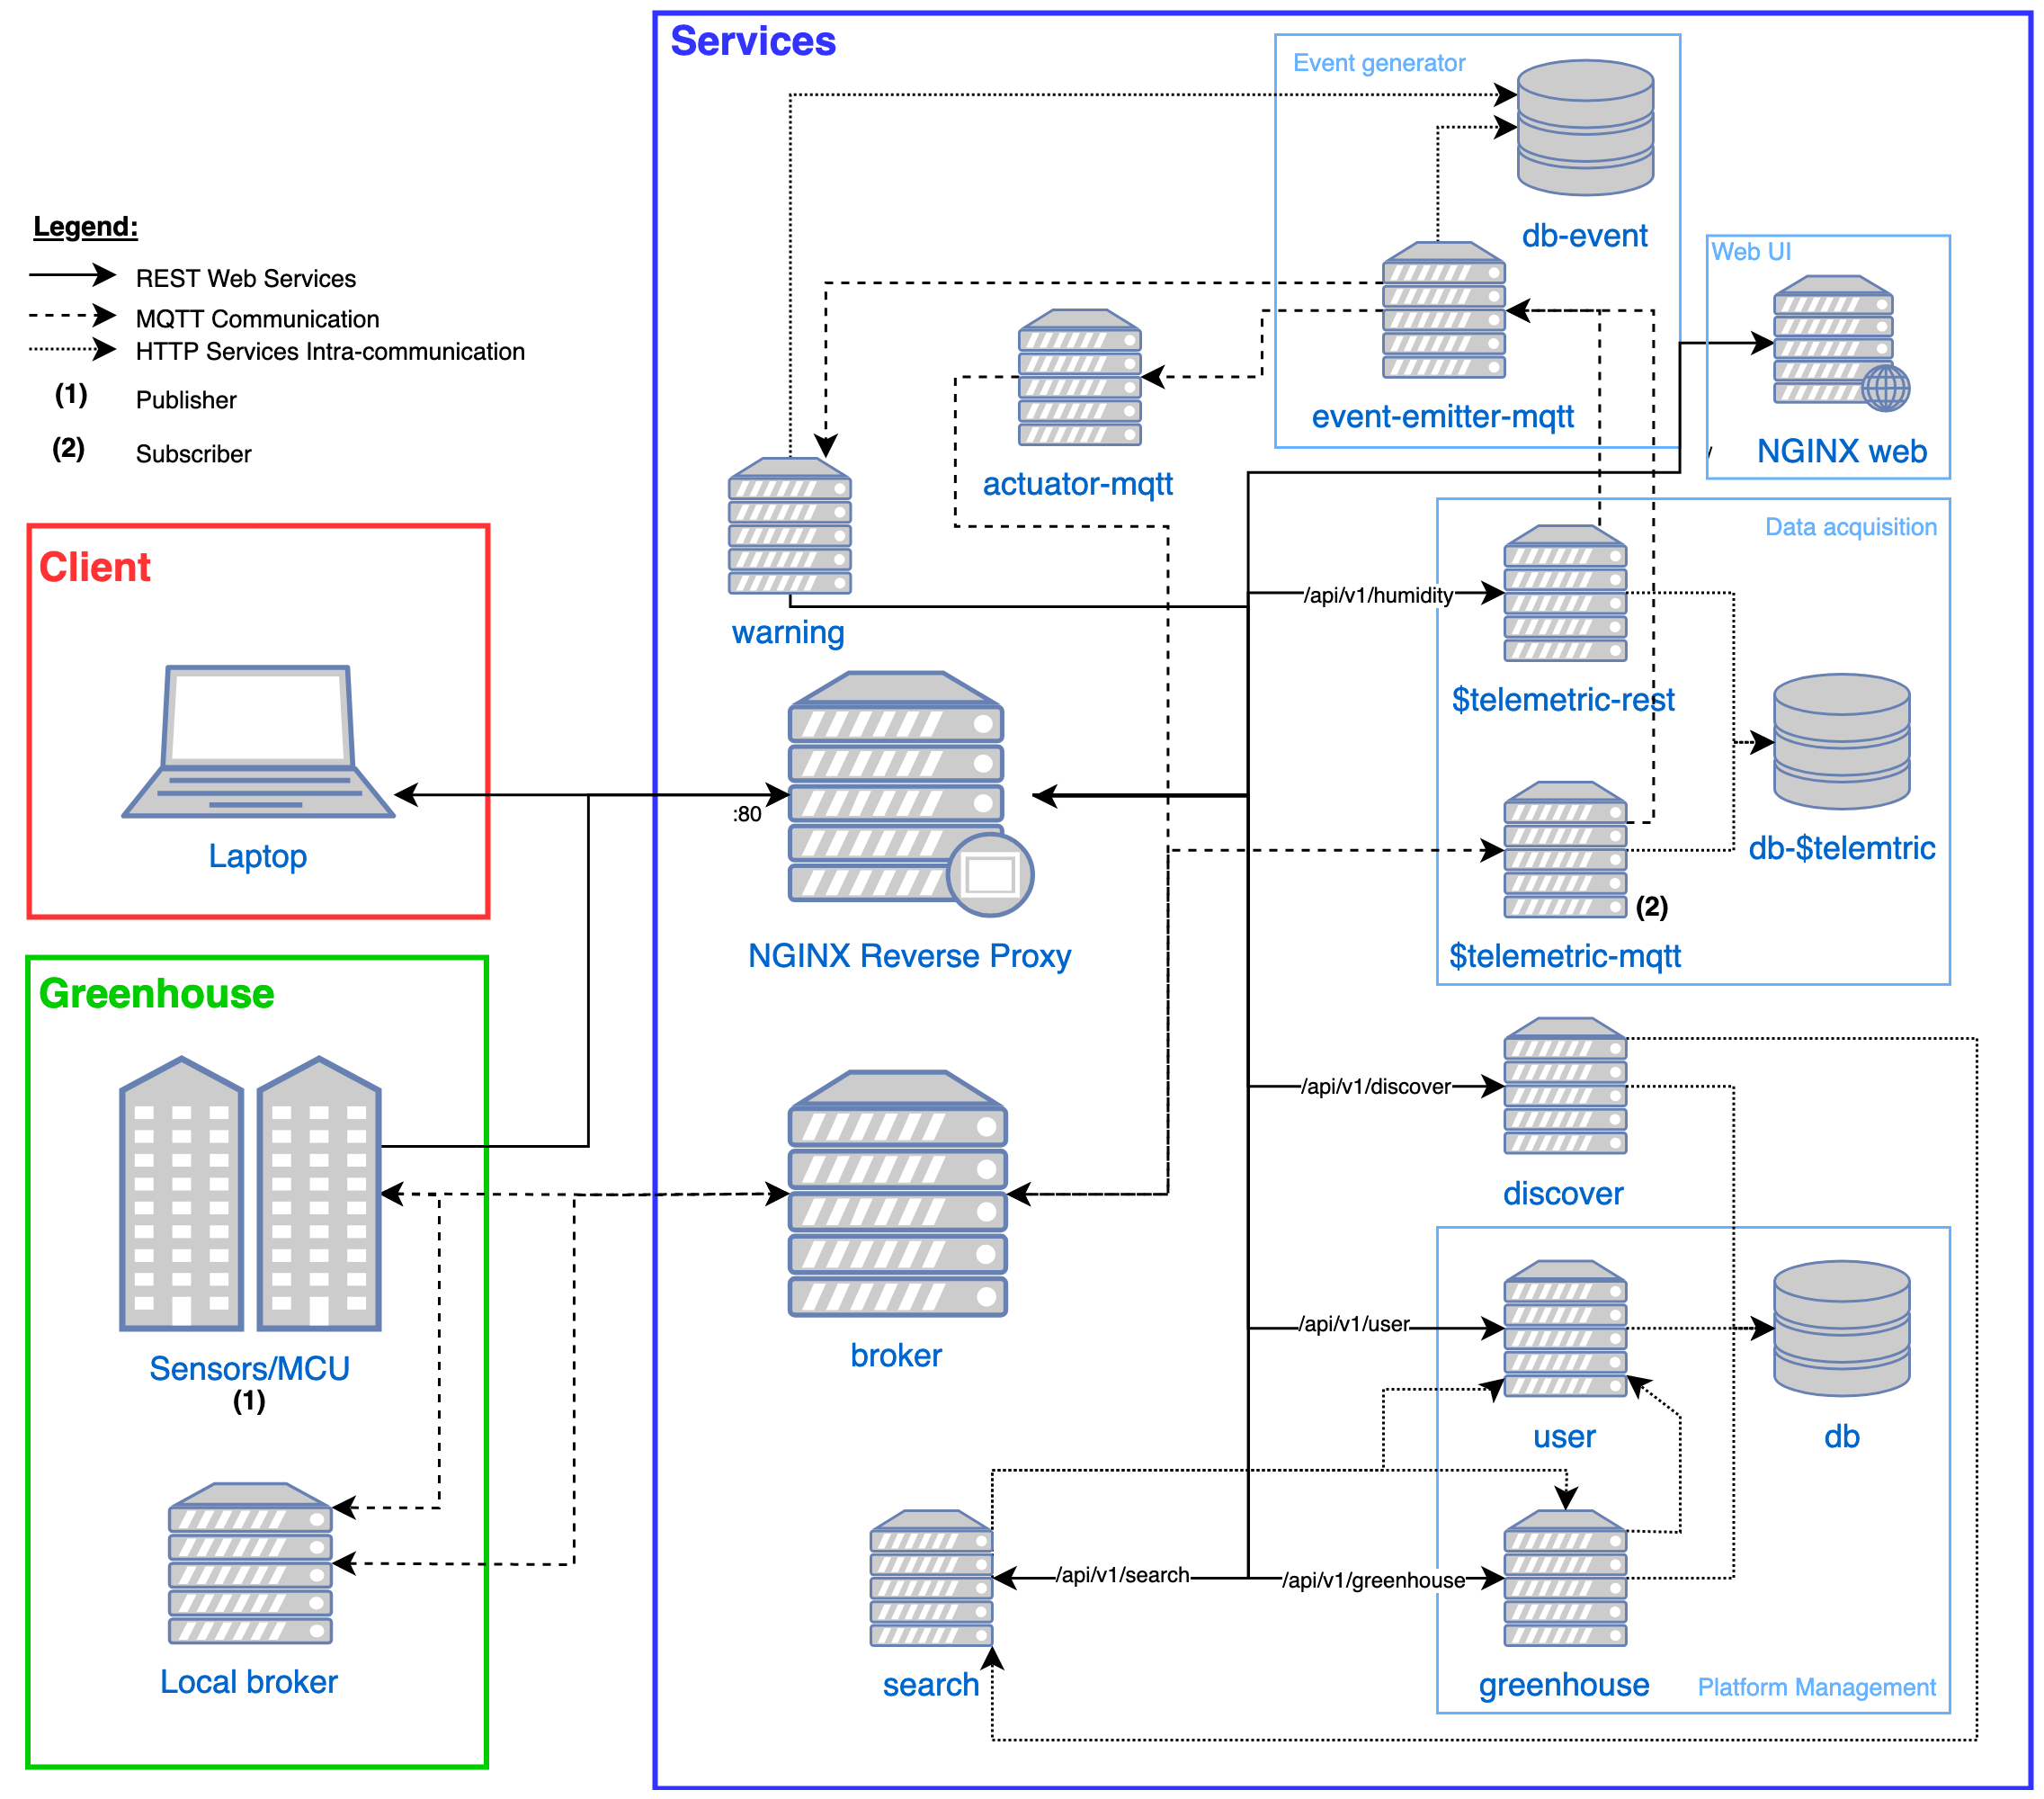 Services
Event generator
db-event
Legend:
REST Web Services
MQTT Communication
HTTP Services Intra-communication
(1)
Publisher
(2)
Subscriber
event-emitter-mqtt
Web UI
NGINX web
/
actuator-mqtt
warning
Client
Laptop
:80
NGINX Reverse Proxy
Data acquisition
/api/v1/humidity
$telemetric-rest
db-$telemtric
(2)
$telemetric-mqtt
Greenhouse
Sensors/MCU
(1)
Local broker
broker
/api/v1/discover
discover
/api/v1/user
user
db
/api/v1/search
/api/v1/greenhouse
search
greenhouse
Platform Management